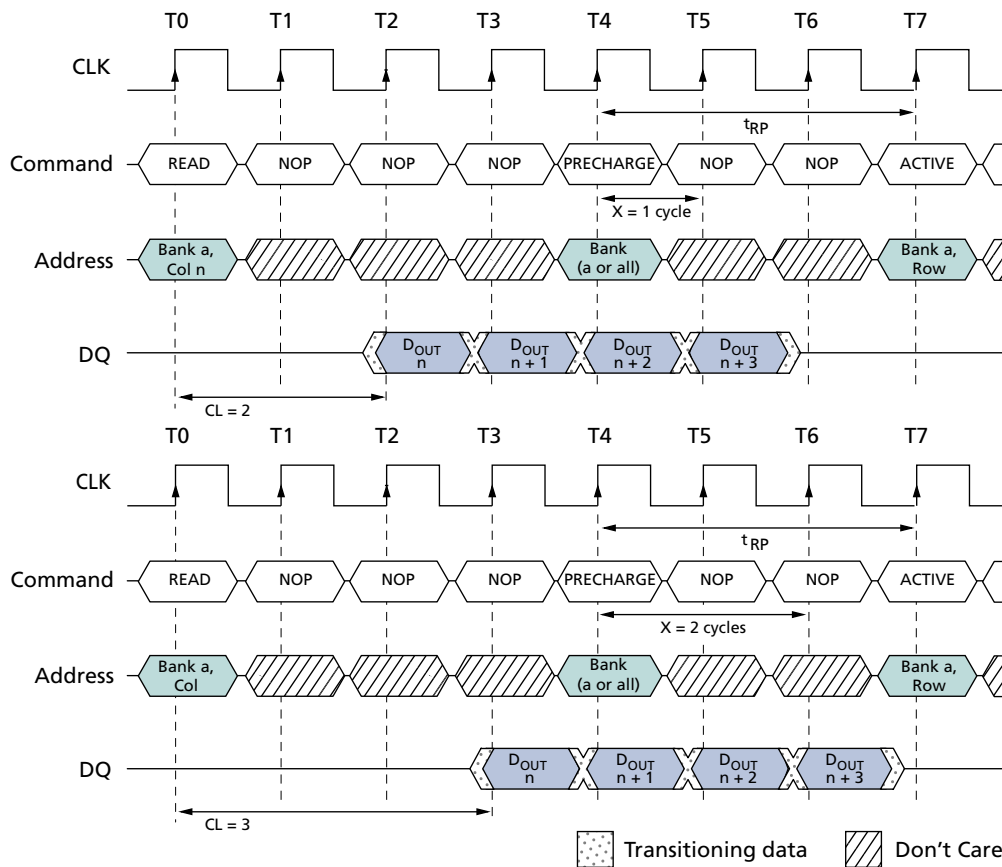 T0 T1 T2 T3 T4 T5 T6 T7
CLK
tRP
Command READ NOP NOP NOP PRECHARGE NOP NOP ACTIVE
X = 1 cycle
Address Bank a, Col n Bank (a or all) Bank a, Row
DQ DOUT n DOUT n + 1 DOUT n + 2 DOUT n + 3
CL = 2
T0 T1 T2 T3 T4 T5 T6 T7
CLK
tRP
Command READ NOP NOP NOP PRECHARGE NOP NOP ACTIVE
X = 2 cycles
Address Bank a, Col Bank (a or all) Bank a, Row
DQ DOUT n DOUT n + 1 DOUT n + 2 DOUT n + 3
CL = 3
Transitioning data Don't Care